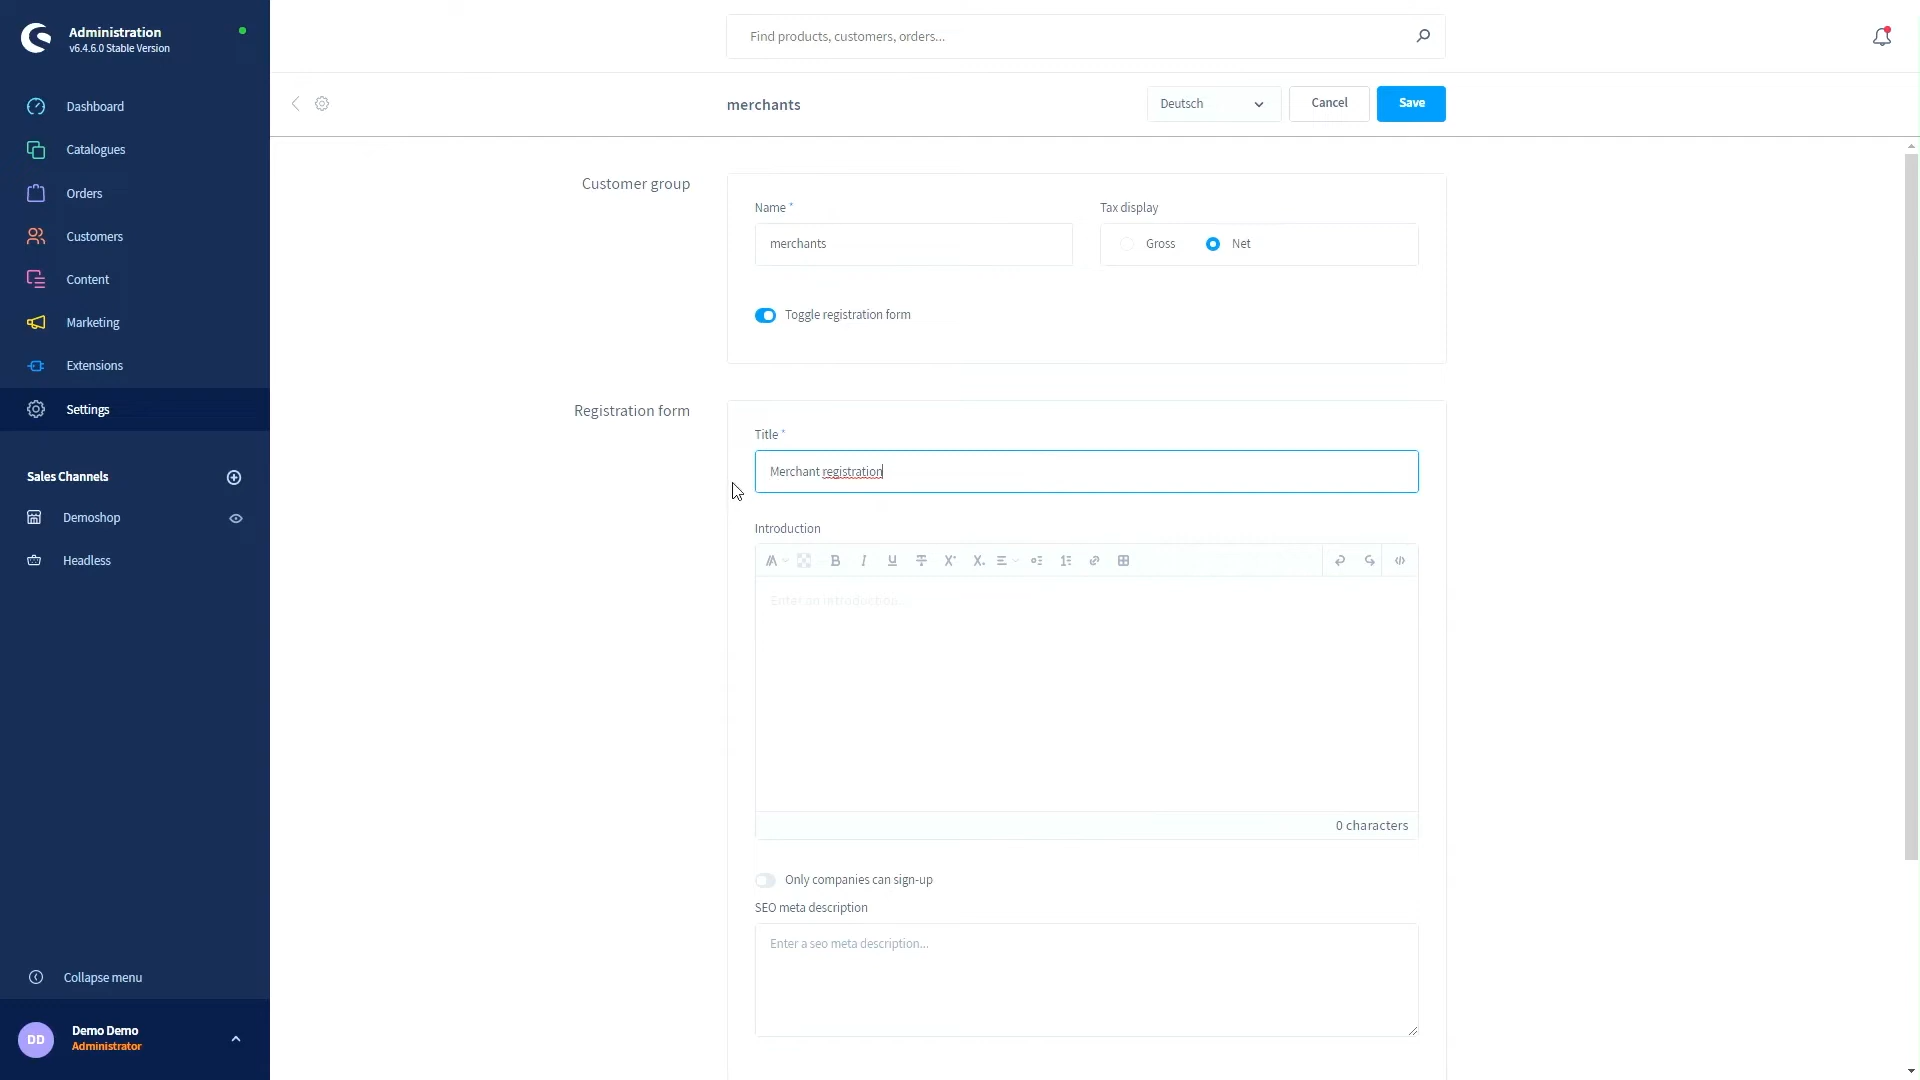 Administration
v6.4.6.0 Stable Version
Dashboard
Catalogues
Orders
Customers
Content
Marketing
Extensions
Settings
Sales Channels
Demoshop
Headless
Collapse menu
DD
Demo Demo
Administrator
Find products, customers, orders...
merchants
Deutsch
Cancel
Save
Customer group
Name *
Tax display
merchants
Gross
Net
Toggle registration form
Registration form
Title *
Merchant registration
Introduction
Enter an introduction...
0 characters
Only companies can sign-up
SEO meta description
Enter a seo meta description...